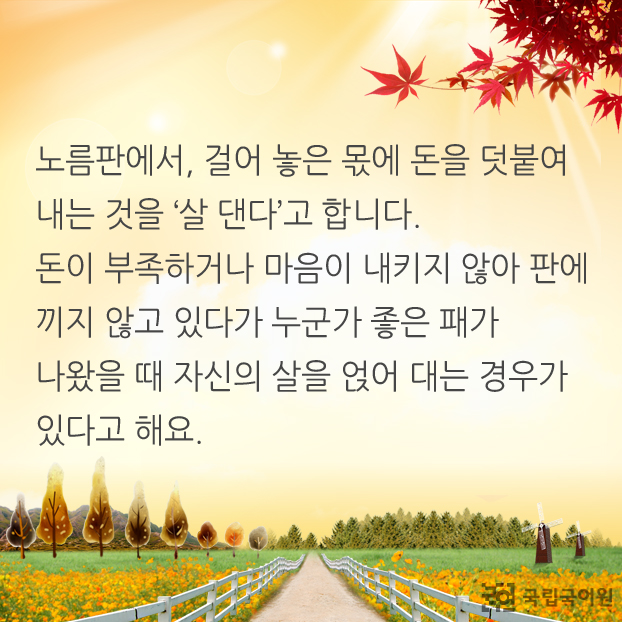 노름판에서, 걸어 놓은 몫에 돈을 덧붙여
내는 것을 ‘살 댄다’고 합니다.
돈이 부족하거나 마음이 내키지 않아 판에
끼지 않고 있다가 누군가 좋은 패가
나왔을 때 자신의 살을 얹어 대는 경우가
있다고 해요.
국립국어원